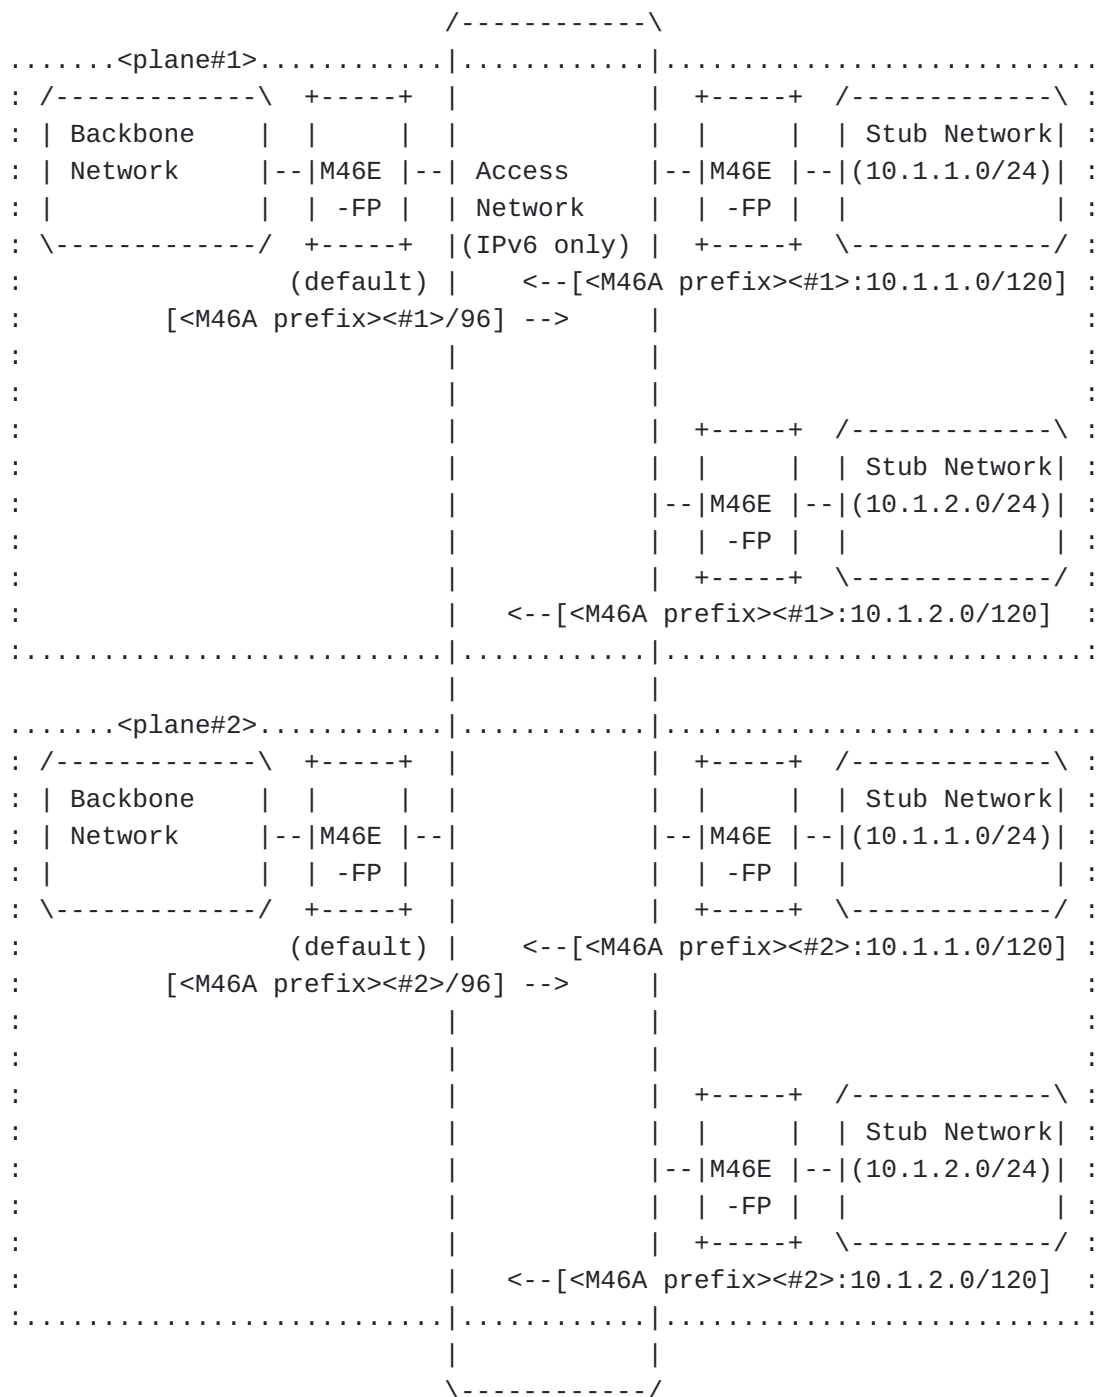 /------------\
.......<plane#1>............|............|.............................
: /-------------\  +-----+  |            |  +-----+  /-------------\ :
: | Backbone    |  |     |  |            |  |     |  | Stub Network| :
: | Network     |--|M46E |--| Access     |--|M46E |--|(10.1.1.0/24)| :
: |             |  | -FP |  | Network    |  | -FP |  |             | :
: \-------------/  +-----+  |(IPv6 only) |  +-----+  \-------------/ :
:                 (default) |    <--[<M46A prefix><#1>:10.1.1.0/120] :
:         [<M46A prefix><#1>/96] -->     |                           :
:                           |            |                           :
:                           |            |                           :
:                           |            |  +-----+  /-------------\ :
:                           |            |  |     |  | Stub Network| :
:                           |            |--|M46E |--|(10.1.2.0/24)| :
:                           |            |  | -FP |  |             | :
:                           |            |  +-----+  \-------------/ :
:                           |   <--[<M46A prefix><#1>:10.1.2.0/120]  :
:...........................|............|...........................:
                            |            |
.......<plane#2>............|............|.............................
: /-------------\  +-----+  |            |  +-----+  /-------------\ :
: | Backbone    |  |     |  |            |  |     |  | Stub Network| :
: | Network     |--|M46E |--|            |--|M46E |--|(10.1.1.0/24)| :
: |             |  | -FP |  |            |  | -FP |  |             | :
: \-------------/  +-----+  |            |  +-----+  \-------------/ :
:                 (default) |    <--[<M46A prefix><#2>:10.1.1.0/120] :
:         [<M46A prefix><#2>/96] -->     |                           :
:                           |            |                           :
:                           |            |                           :
:                           |            |  +-----+  /-------------\ :
:                           |            |  |     |  | Stub Network| :
:                           |            |--|M46E |--|(10.1.2.0/24)| :
:                           |            |  | -FP |  |             | :
:                           |            |  +-----+  \-------------/ :
:                           |   <--[<M46A prefix><#2>:10.1.2.0/120]  :
:...........................|............|...........................:
                            |            |
                            \------------/